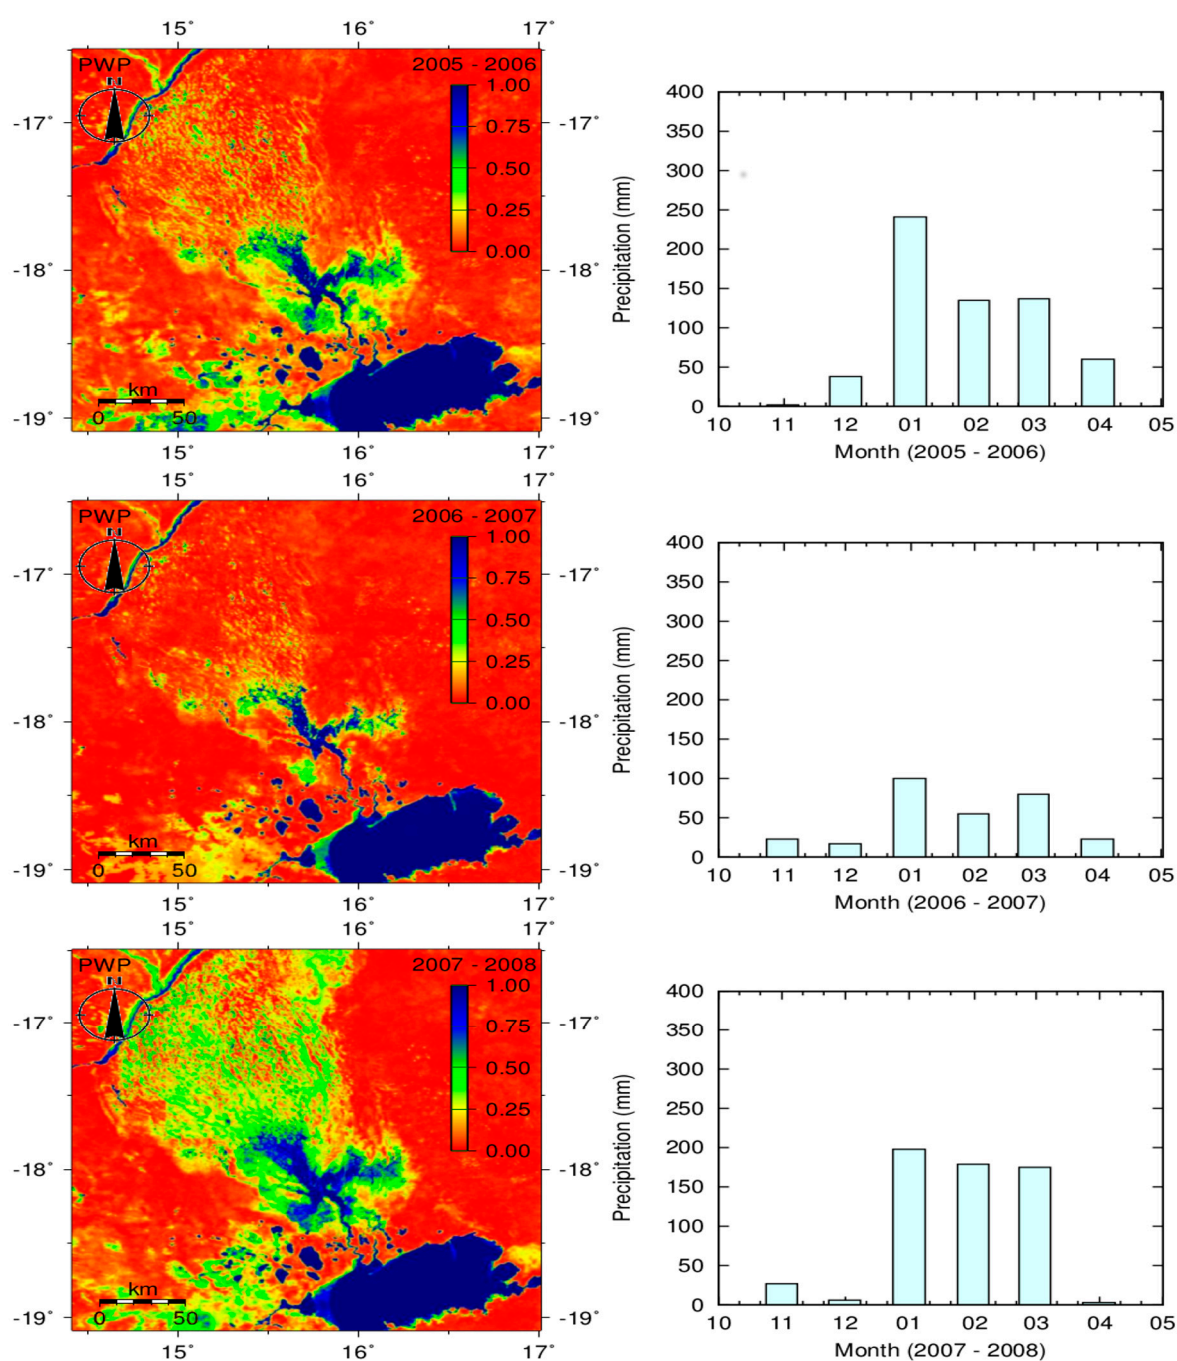 15° 16° 17°
PWP 2005 - 2006
N
1.00
0.75
0.50
0.25
0.00
-17° -17°
-18° -18°
-19° -19°
km
0 50
15° 16° 17°
400
350
300
250
200
150
100
50
0
Precipitation (mm)
10 11 12 01 02 03 04 05
Month (2005 - 2006)
15° 16° 17°
PWP 2006 - 2007
N
1.00
0.75
0.50
0.25
0.00
-17° -17°
-18° -18°
-19° -19°
km
0 50
15° 16° 17°
400
350
300
250
200
150
100
50
0
Precipitation (mm)
10 11 12 01 02 03 04 05
Month (2006 - 2007)
15° 16° 17°
PWP 2007 - 2008
N
1.00
0.75
0.50
0.25
0.00
-17° -17°
-18° -18°
-19° -19°
km
0 50
15° 16° 17°
400
350
300
250
200
150
100
50
0
Precipitation (mm)
10 11 12 01 02 03 04 05
Month (2007 - 2008)